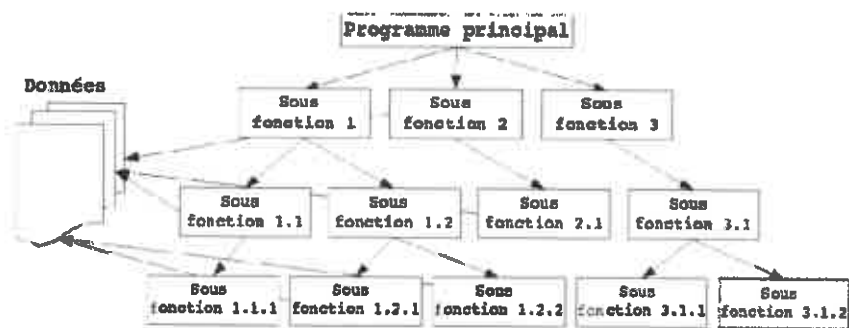 Programme principal
Données
Sous
fonction 1
Sous
fonction 2
Sous
fonction 3
Sous
fonction 1.1
Sous
fonction 1.2
Sous
fonction 2.1
Sous
fonction 3.1
Sous
fonction 1.1.1
Sous
fonction 1.2.1
Sous
fonction 1.2.2
Sous
fonction 3.1.1
Sous
fonction 3.1.2